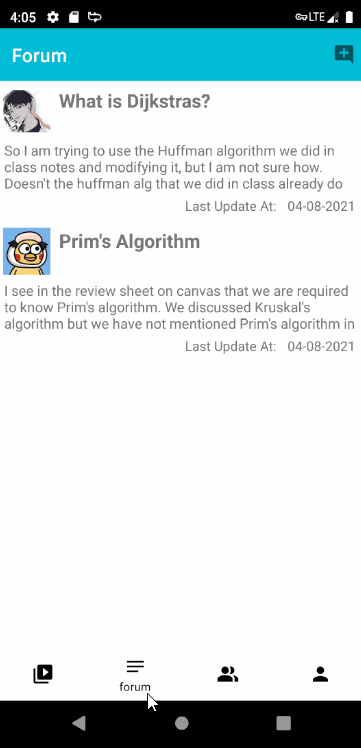 4:05 LTE
Forum
What is Dijkstras?
So I am trying to use the Huffman algorithm we did in
class notes and modifying it, but I am not sure how.
Doesn't the huffman alg that we did in class already do
Last Update At: 04-08-2021
Prim's Algorithm
I see in the review sheet on canvas that we are required
to know Prim's algorithm. We discussed Kruskal's
algorithm but we have not mentioned Prim's algorithm in
Last Update At: 04-08-2021
forum